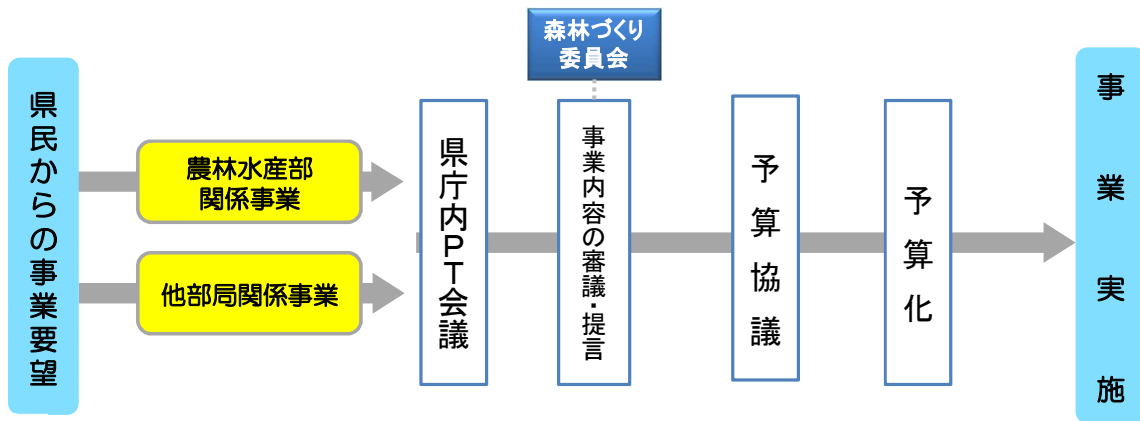 森林づくり
委員会
県民からの事業要望
農林水産部
関係事業
他部局関係事業
県庁内PT会議
事業内容の審議・提言
予算協議
予算化
事業実施